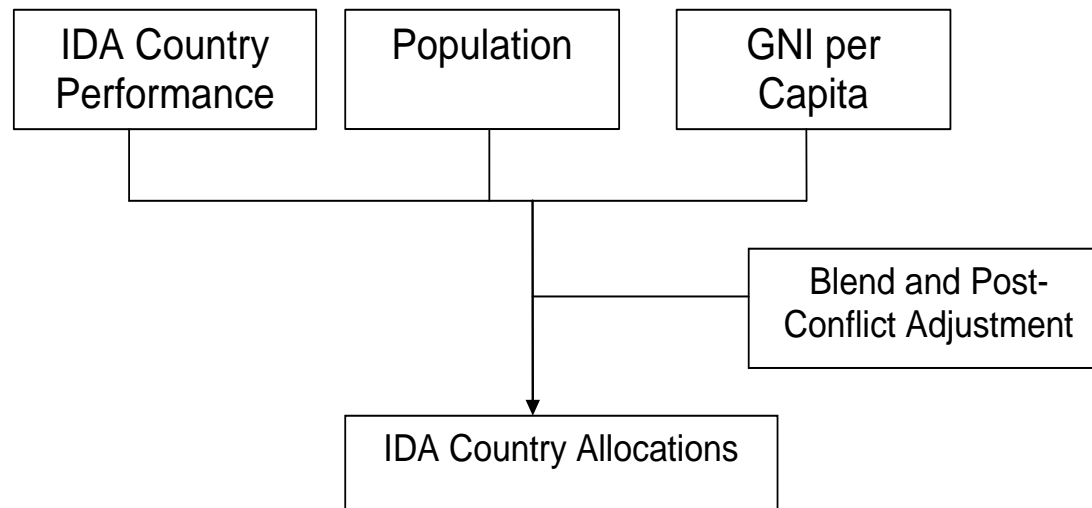 IDA Country
Performance
Population
GNI per
Capita
Blend and Post-
Conflict Adjustment
IDA Country Allocations